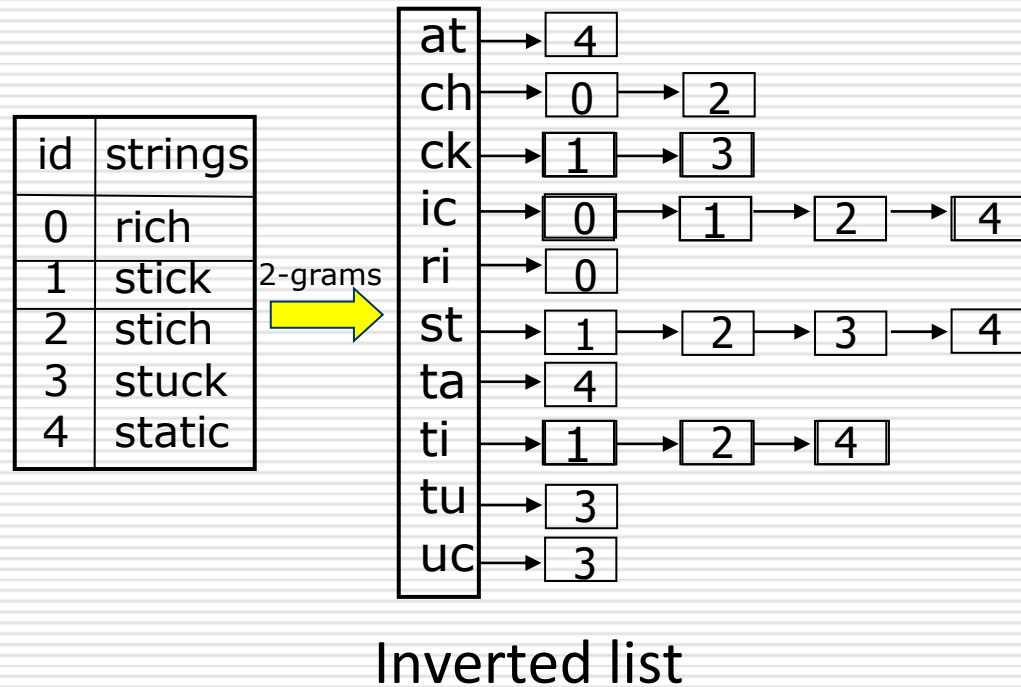 id strings
0 rich
1 stick
2 stich
3 stuck
4 static
2-grams
at 4
ch 0 2
ck 1 3
ic 0 1 2 4
ri 0
st 1 2 3 4
ta 4
ti 1 2 4
tu 3
uc 3
Inverted list